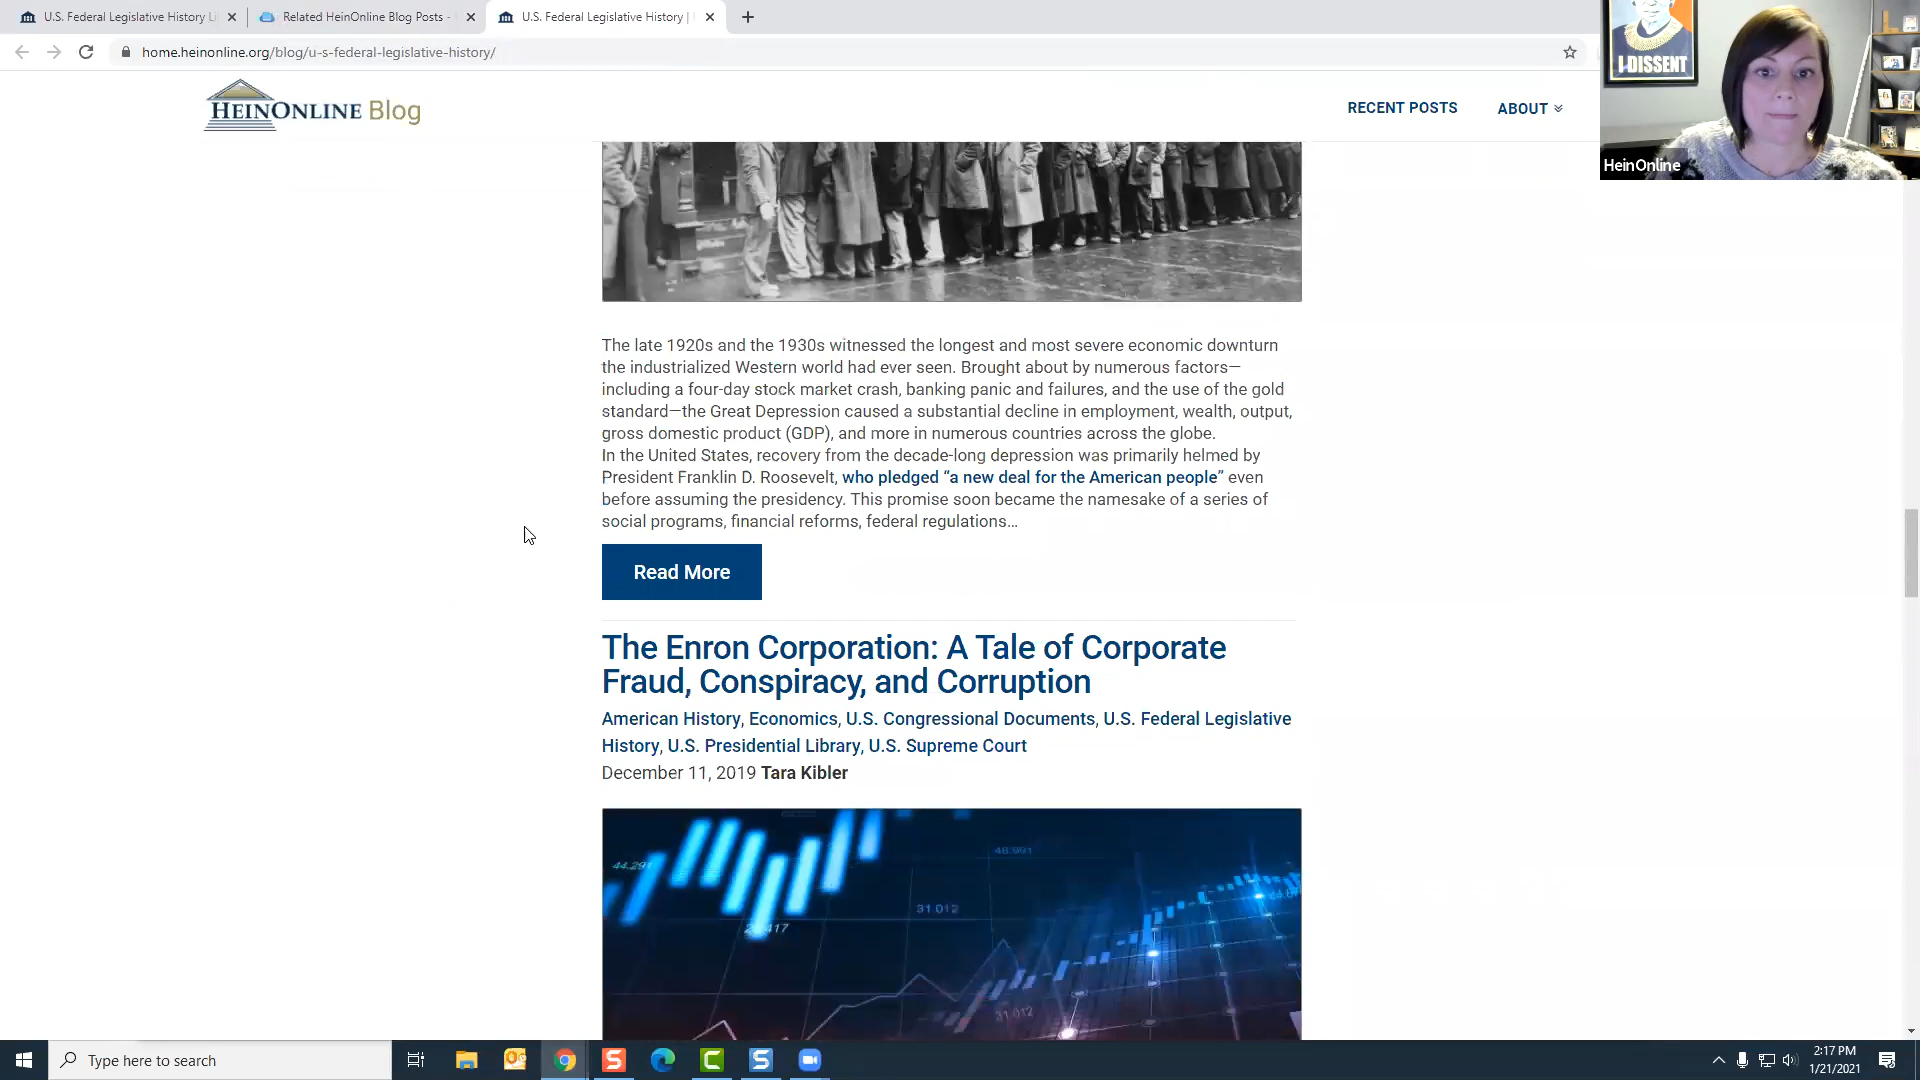 U.S. Federal Legislative History Li
Related HeinOnline Blog Posts -
U.S. Federal Legislative History |
home.heinonline.org/blog/u-s-federal-legislative-history/
I DISSENT
HEINONLINE Blog
RECENT POSTS
ABOUT
HeinOnline
The late 1920s and the 1930s witnessed the longest and most severe economic downturn
the industrialized Western world had ever seen. Brought about by numerous factors—
including a four-day stock market crash, banking panic and failures, and the use of the gold
standard—the Great Depression caused a substantial decline in employment, wealth, output,
gross domestic product (GDP), and more in numerous countries across the globe.
In the United States, recovery from the decade-long depression was primarily helmed by
President Franklin D. Roosevelt, who pledged “a new deal for the American people” even
before assuming the presidency. This promise soon became the namesake of a series of
social programs, financial reforms, federal regulations…
Read More
The Enron Corporation: A Tale of Corporate
Fraud, Conspiracy, and Corruption
American History, Economics, U.S. Congressional Documents, U.S. Federal Legislative
History, U.S. Presidential Library, U.S. Supreme Court
December 11, 2019 Tara Kibler
44.291
48.991
31 012
31 012
Type here to search
2:17 PM
1/21/2021